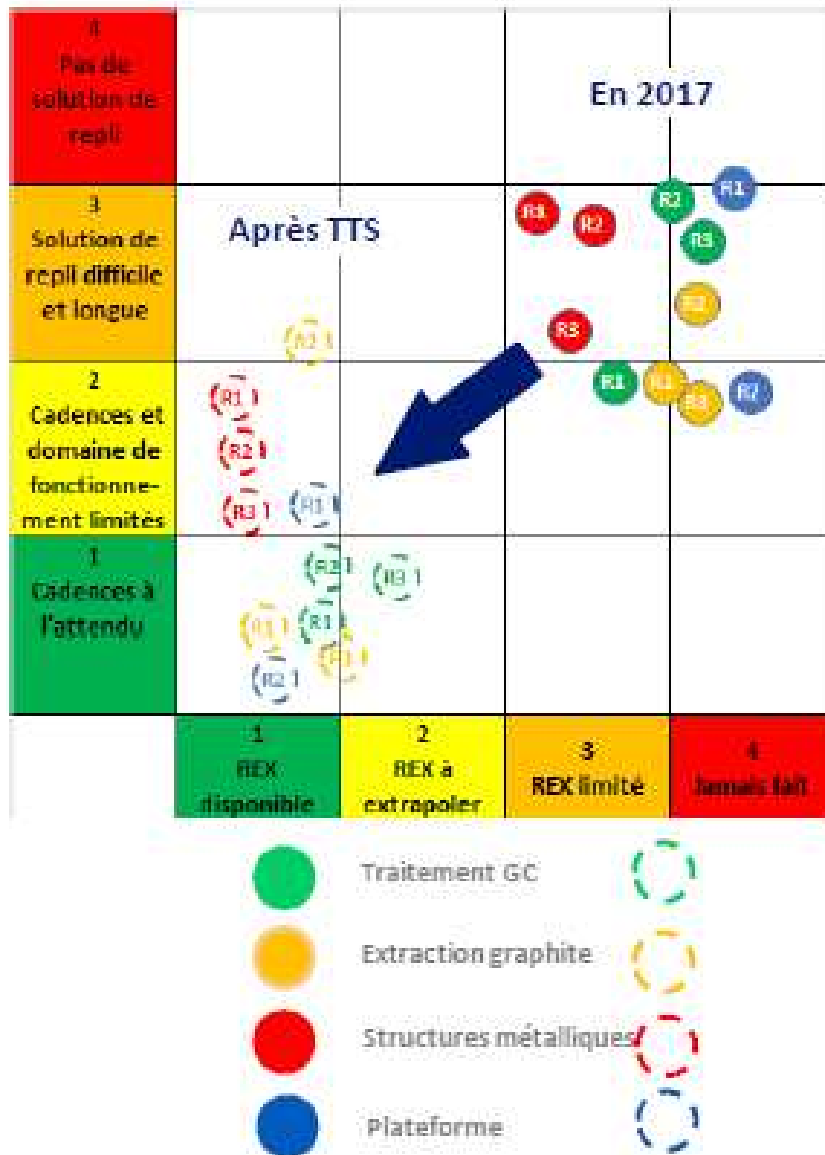 4
Pas de
solution de
repli
En 2017
R1
R2
R2
R1
R3
R2
R3
3
Solution de
repli difficile
et longue
Après TTS
R2
2
Cadences et
domaine de
fonctionne-
ment limités
R1
R2
R3
R1
R1
R1
R3
R2
1
Cadences à
l'attendu
R2
R3
R1
R1
R3
R2
1
REX
disponible
2
REX à
extrapoler
3
REX limité
4
Jamais fait
Traitement GC
Extraction graphite
Structures métalliques
Plateforme